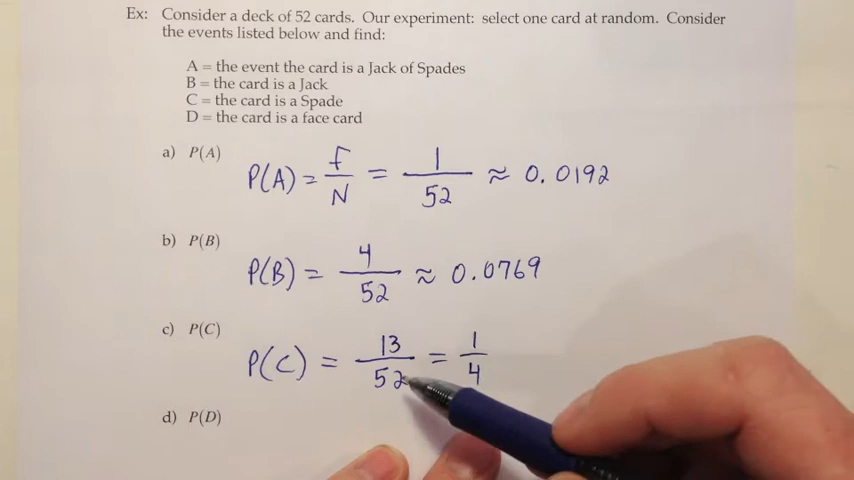 Ex: Consider a deck of 52 cards. Our experiment: select one card at random. Consider
the events listed below and find:
A = the event the card is a Jack of Spades
B = the card is a Jack
C = the card is a Spade
D = the card is a face card
a) P(A)
P(A) = f/N = 1/52 ≈ 0.0192
b) P(B)
P(B) = 4/52 ≈ 0.0769
c) P(C)
P(C) = 13/52 = 1/4
d) P(D)